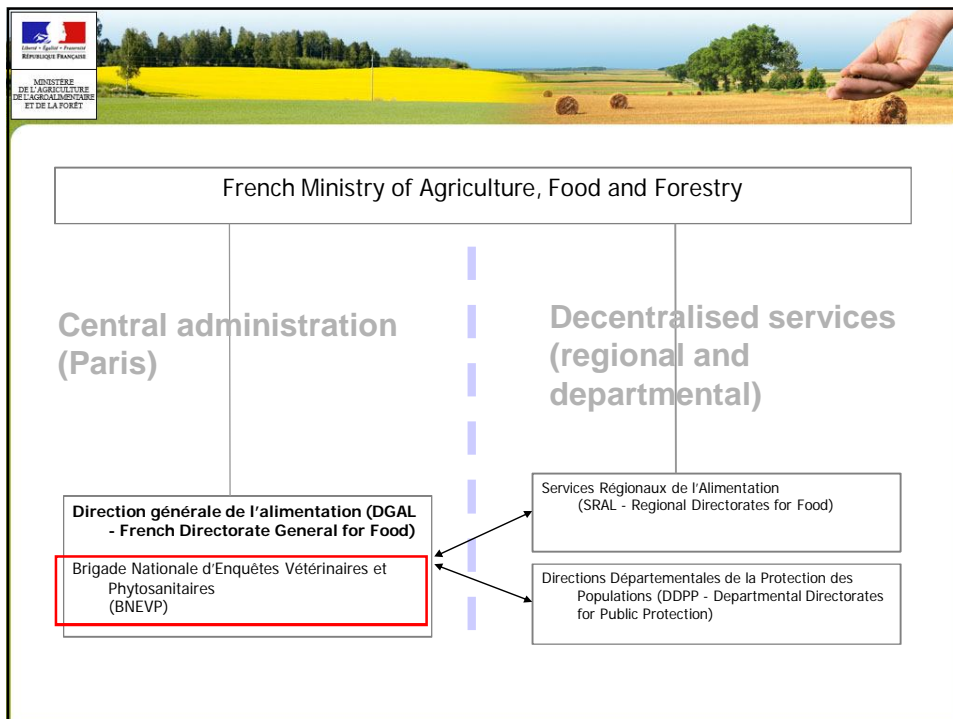 Liberté • Égalité • Fraternité
RÉPUBLIQUE FRANÇAISE
MINISTÈRE
DE L'AGRICULTURE
DE L'AGROALIMENTAIRE
ET DE LA FORÊT
French Ministry of Agriculture, Food and Forestry
Central administration
(Paris)
Decentralised services
(regional and
departmental)
Direction générale de l'alimentation (DGAL
- French Directorate General for Food)
Brigade Nationale d'Enquêtes Vétérinaires et
Phytosanitaires
(BNEVP)
Services Régionaux de l'Alimentation
(SRAL - Regional Directorates for Food)
Directions Départementales de la Protection des
Populations (DDPP - Departmental Directorates
for Public Protection)